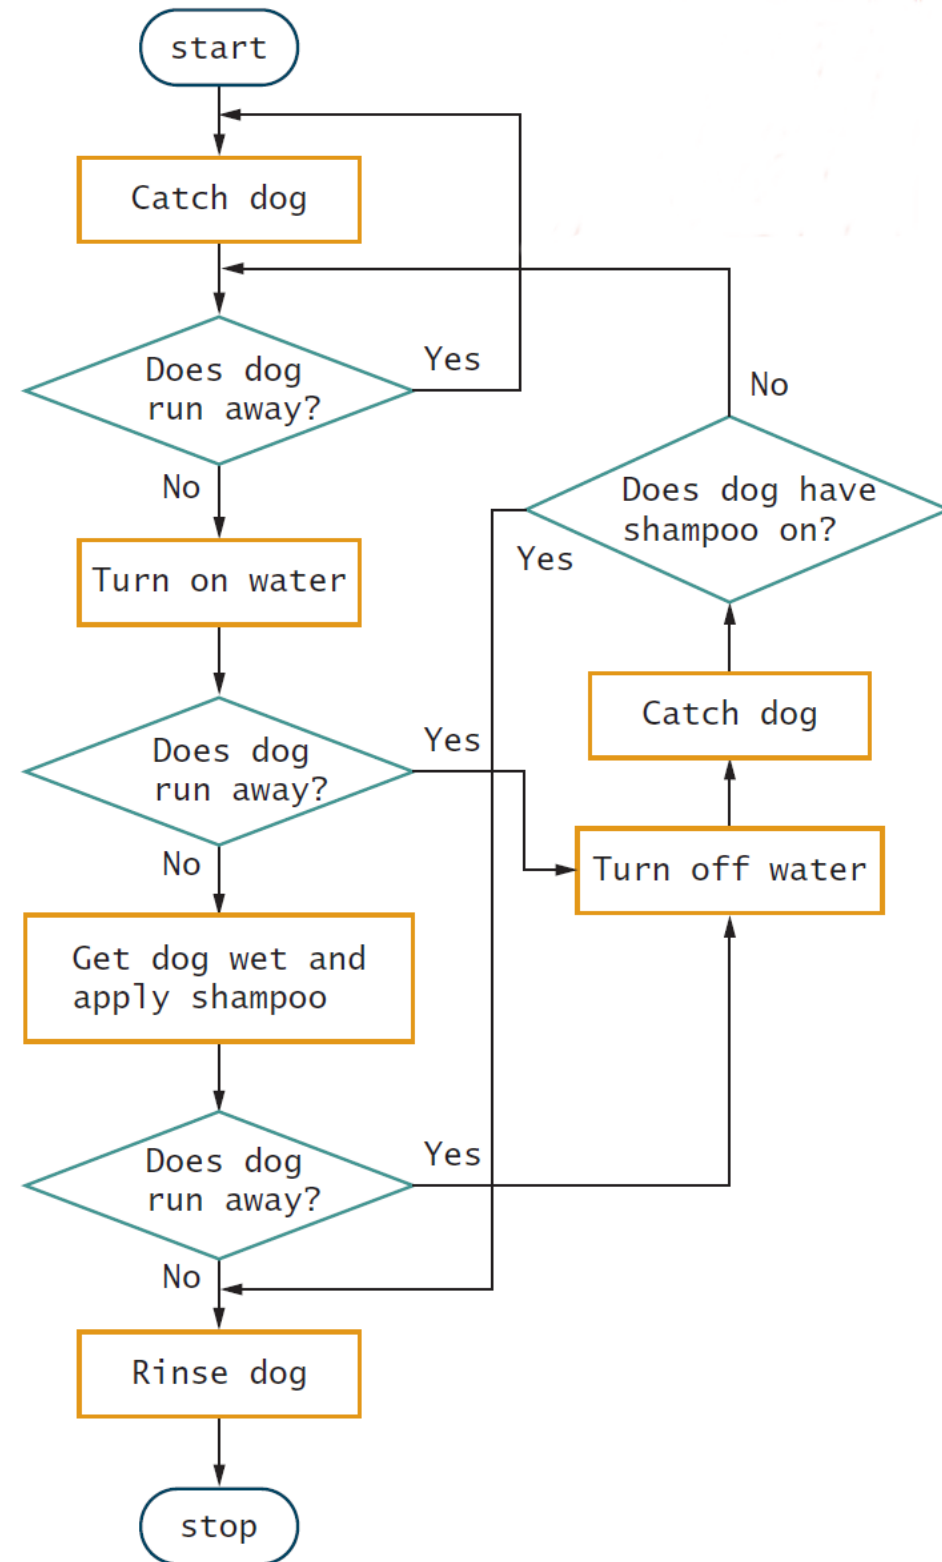 start
Catch dog
Does dog
run away?
Yes
No
Turn on water
Does dog
run away?
Yes
No
Get dog wet and
apply shampoo
Does dog
run away?
Yes
No
Rinse dog
stop
No
Does dog have
shampoo on?
Yes
Catch dog
Turn off water